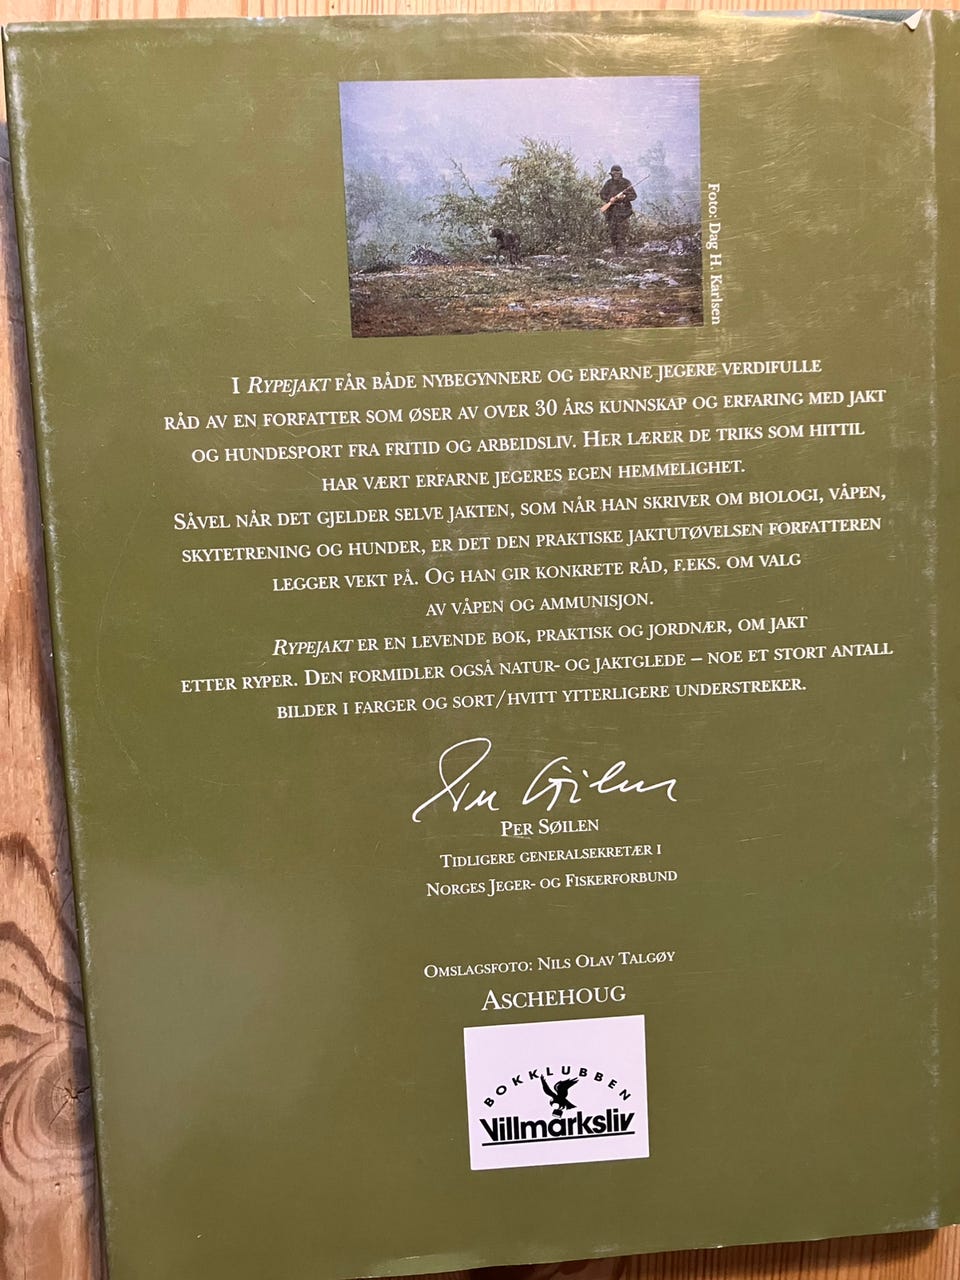 Foto: Dag H. Karlsen
I RYPEJAKT FÅR BÅDE NYBEGYNNERE OG ERFARNE JEGERE VERDIFULLE
RÅD AV EN FORFATTER SOM ØSER AV OVER 30 ÅRS KUNNSKAP OG ERFARING MED JAKT
OG HUNDESPORT FRA FRITID OG ARBEIDSLIV. HER LÆRER DE TRIKS SOM HITTIL
HAR VÆRT ERFARNE JEGERES EGEN HEMMELIGHET.
SÅVEL NÅR DET GJELDER SELVE JAKTEN, SOM NÅR HAN SKRIVER OM BIOLOGI, VÅPEN,
SKYTETRENING OG HUNDER, ER DET DEN PRAKTISKE JAKTUTØVELSEN FORFATTEREN
LEGGER VEKT PÅ. OG HAN GIR KONKRETE RÅD, F.EKS. OM VALG
AV VÅPEN OG AMMUNISJON.
RYPEJAKT ER EN LEVENDE BOK, PRAKTISK OG JORDNÆR, OM JAKT
ETTER RYPER. DEN FORMIDLER OGSÅ NATUR- OG JAKTGLEDE – NOE ET STORT ANTALL
BILDER I FARGER OG SORT/HVITT YTTERLIGERE UNDERSTREKER.
Per Søilen
PER SØILEN
TIDLIGERE GENERALSEKRETÆR I
NORGES JEGER- OG FISKERFORBUND
OMSLAGSFOTO: NILS OLAV TALGØY
ASCHEHOUG
BOKKLUBBEN
Villmarksliv